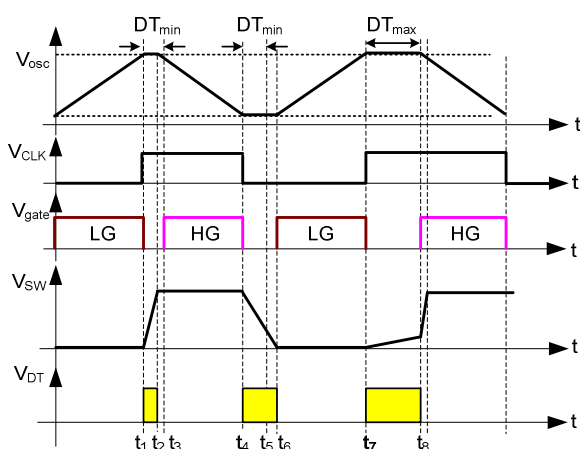 DTmin DTmin DTmax
Vosc
t
VCLK
t
Vgate
LG HG LG HG
t
VSW
t
VDT
t
t1 t2 t3 t4 t5 t6 t7 t8